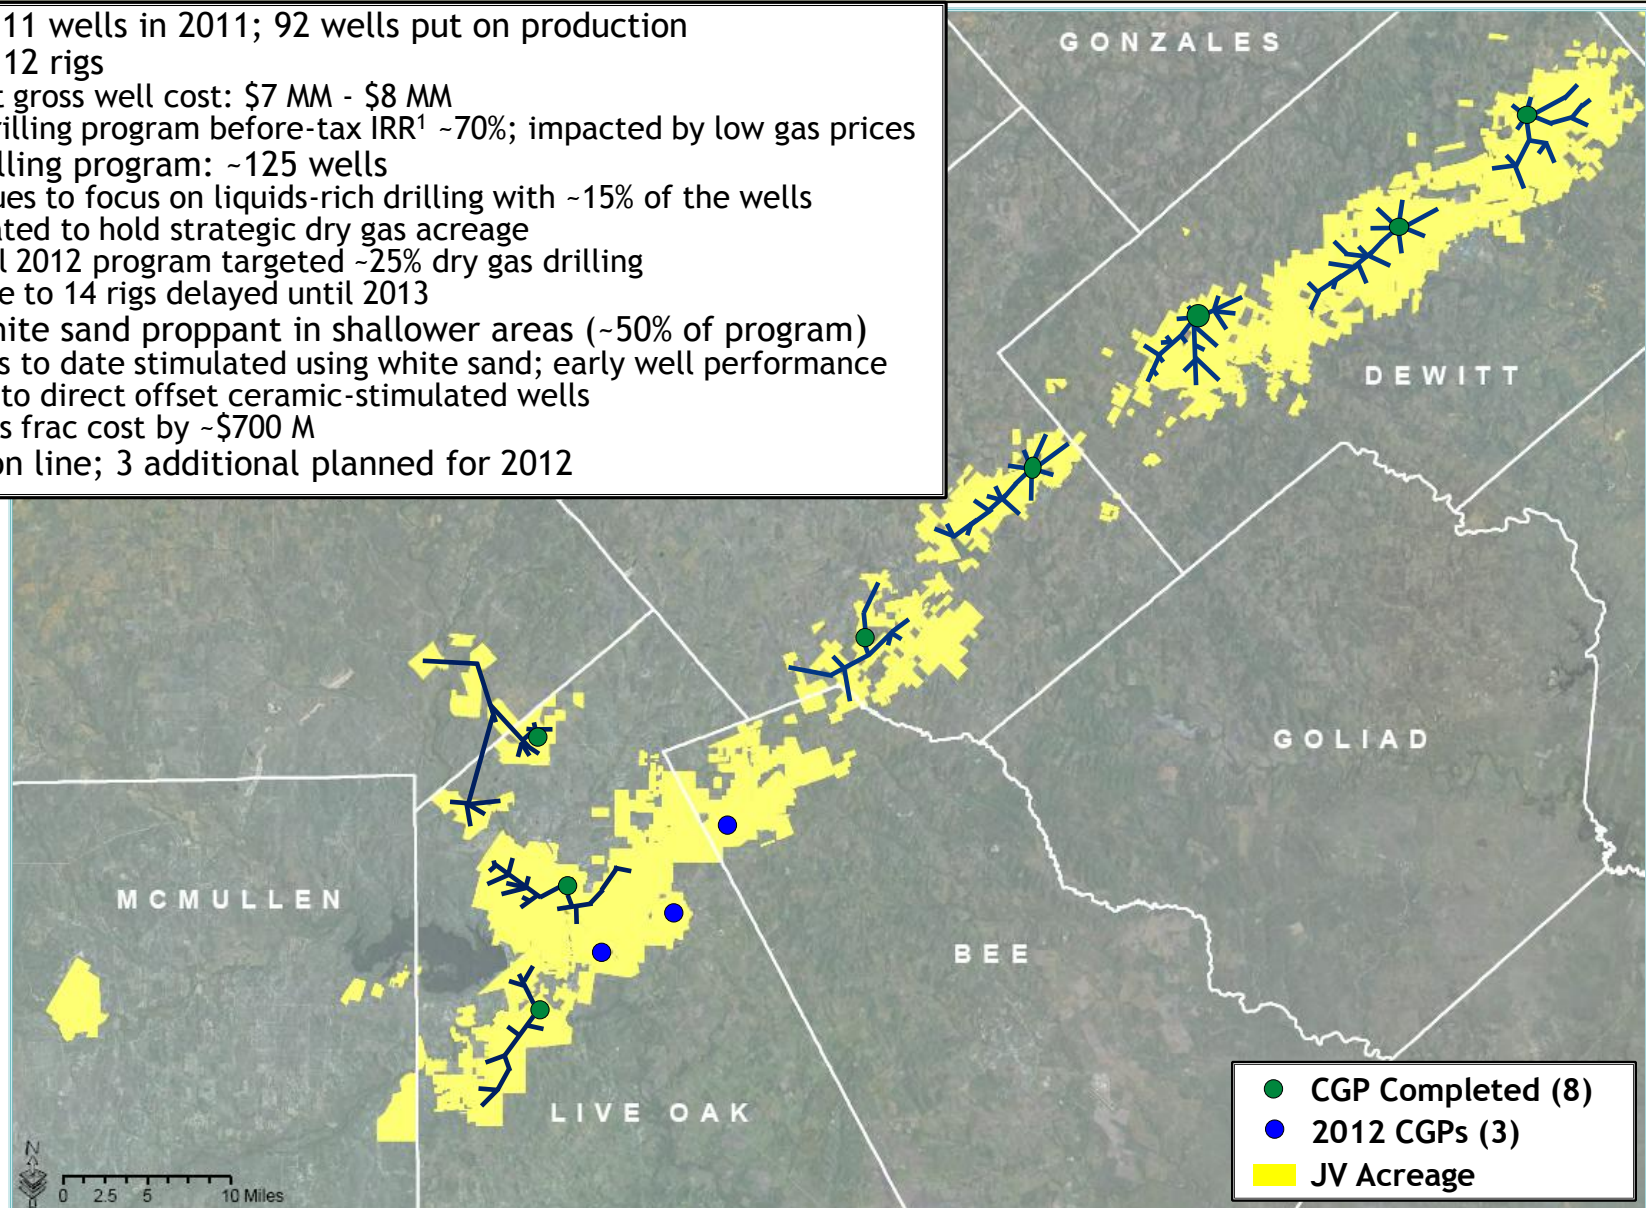 11 wells in 2011; 92 wells put on production
12 rigs
t gross well cost: $7 MM - $8 MM
rilling program before-tax IRR¹ ~70%; impacted by low gas prices
lling program: ~125 wells
ues to focus on liquids-rich drilling with ~15% of the wells
ated to hold strategic dry gas acreage
l 2012 program targeted ~25% dry gas drilling
e to 14 rigs delayed until 2013
hite sand proppant in shallower areas (~50% of program)
s to date stimulated using white sand; early well performance
to direct offset ceramic-stimulated wells
s frac cost by ~$700 M
on line; 3 additional planned for 2012
GONZALES
DEWITT
GOLIAD
MCMULLEN
BEE
LIVE OAK
CGP Completed (8)
2012 CGPs (3)
JV Acreage
N
0 2.5 5 10 Miles